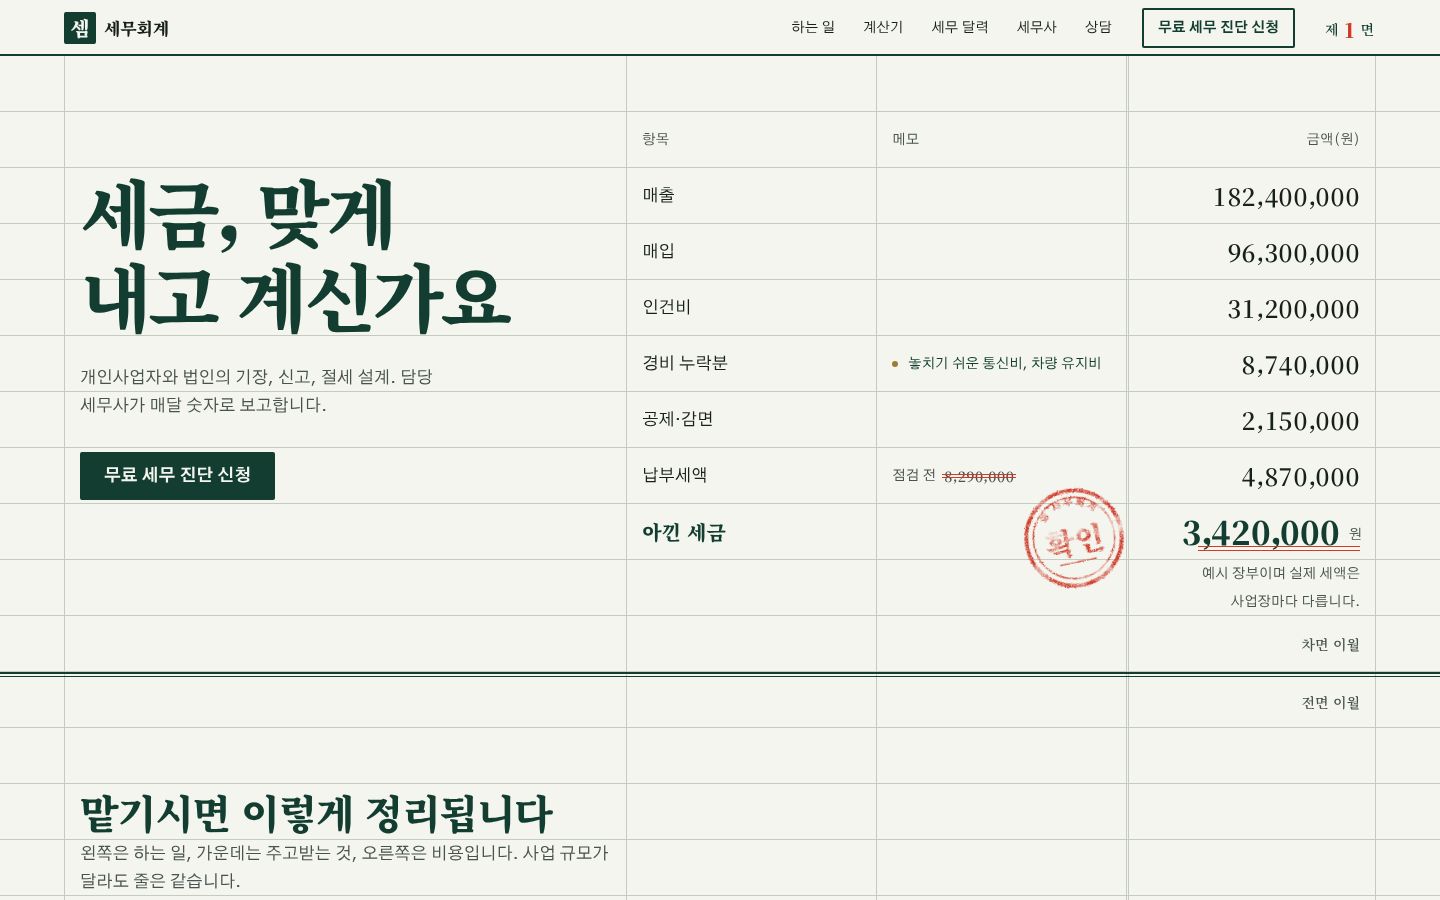 셈 세무회계
하는 일 계산기 세무 달력 세무사 상담 무료 세무 진단 신청 제 1 면
항목 메모 금액(원)
세금, 맞게
내고 계신가요
개인사업자와 법인의 기장, 신고, 절세 설계. 담당
세무사가 매달 숫자로 보고합니다.
무료 세무 진단 신청
매출 182,400,000
매입 96,300,000
인건비 31,200,000
경비 누락분 놓치기 쉬운 통신비, 차량 유지비 8,740,000
공제·감면 2,150,000
납부세액 점검 전 8,290,000 4,870,000
아낀 세금 3,420,000 원
셈 세무회계
확인
예시 장부이며 실제 세액은
사업장마다 다릅니다.
차면 이월
전면 이월
맡기시면 이렇게 정리됩니다
왼쪽은 하는 일, 가운데는 주고받는 것, 오른쪽은 비용입니다. 사업 규모가
달라도 줄은 같습니다.